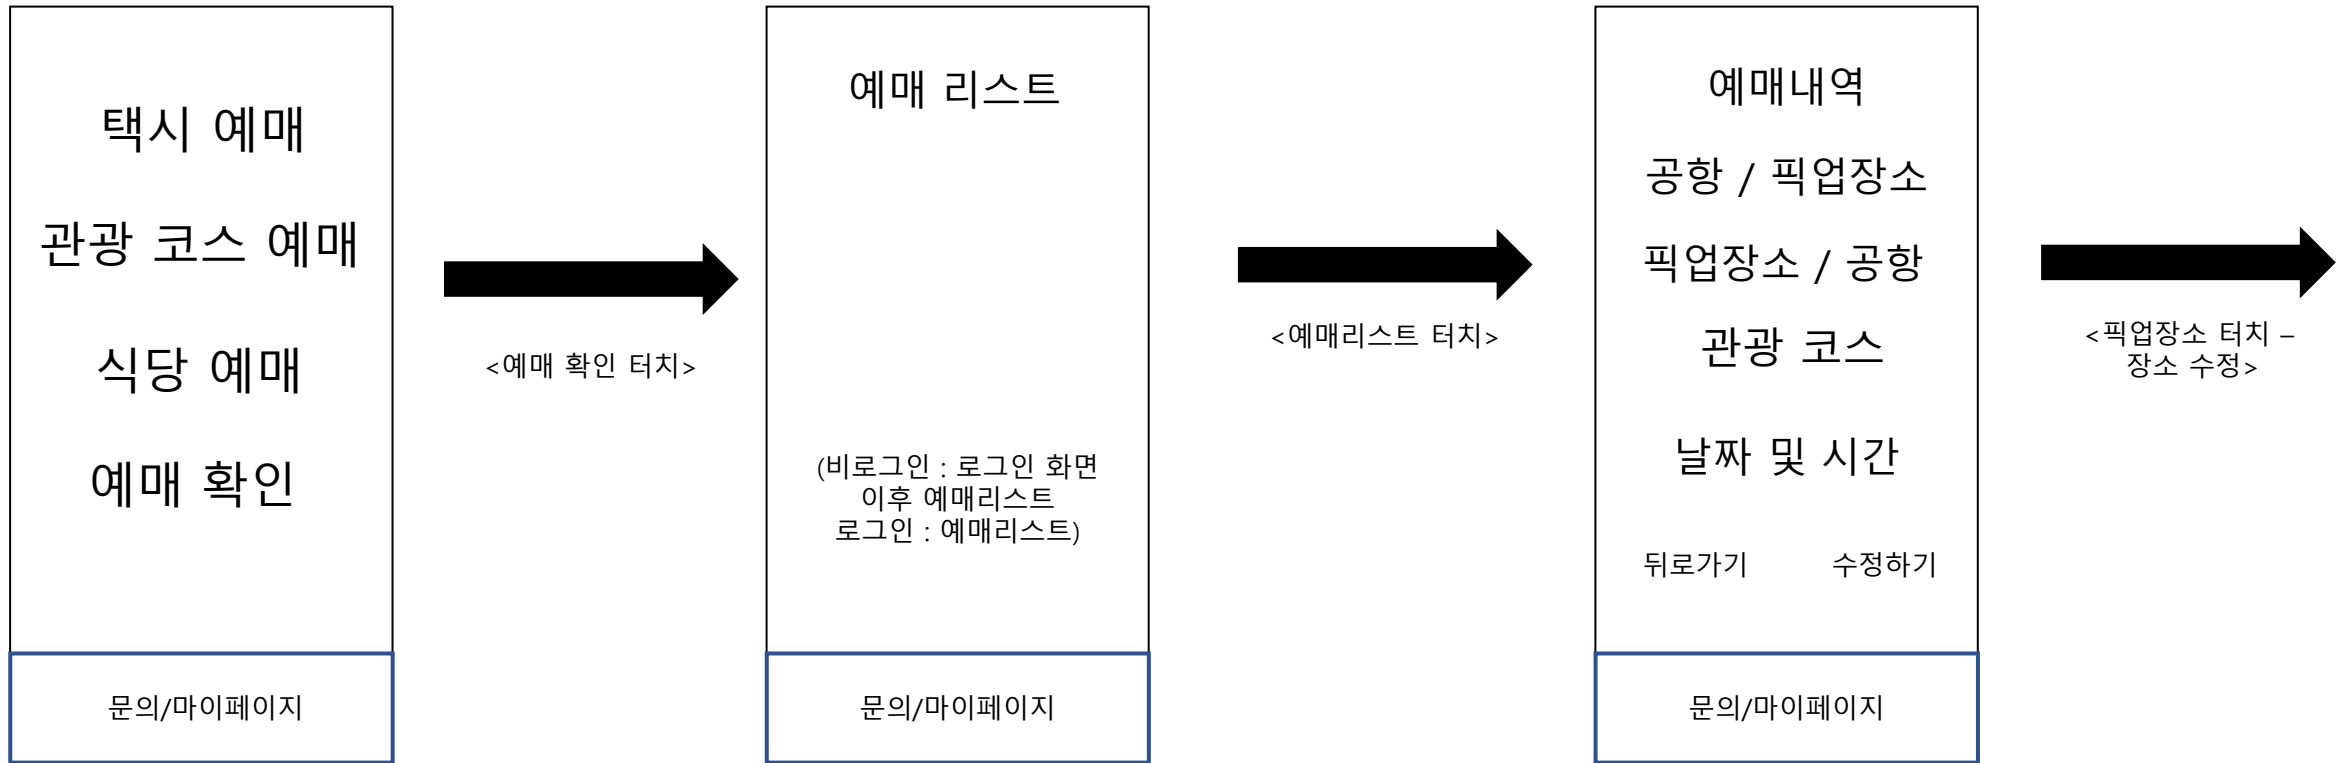 택시 예매
관광 코스 예매
식당 예매
예매 확인
문의/마이페이지
<예매 확인 터치>
예매 리스트
(비로그인 : 로그인 화면
이후 예매리스트
로그인 : 예매리스트)
문의/마이페이지
<예매리스트 터치>
예매내역
공항 / 픽업장소
픽업장소 / 공항
관광 코스
날짜 및 시간
뒤로가기 수정하기
문의/마이페이지
<픽업장소 터치 –
장소 수정>